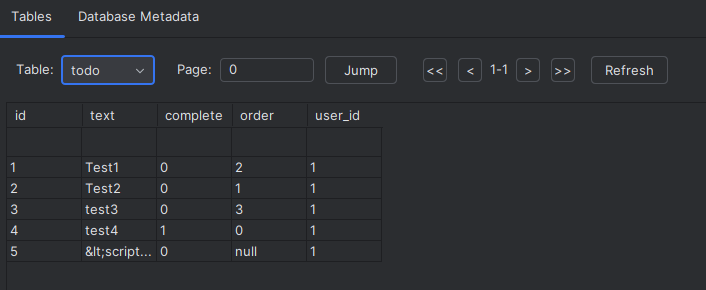 Tables Database Metadata
Table: todo Page: 0 Jump << < 1-1 > >> Refresh
id text complete order user_id
1 Test1 0 2 1
2 Test2 0 1 1
3 test3 0 3 1
4 test4 1 0 1
5 &lt;script... 0 null 1